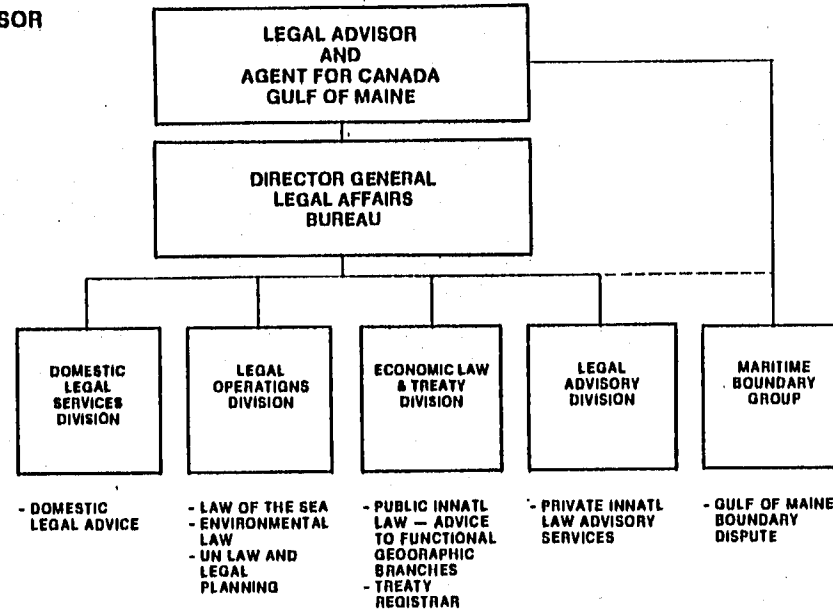 SOR
LEGAL ADVISOR
AND
AGENT FOR CANADA
GULF OF MAINE
DIRECTOR GENERAL
LEGAL AFFAIRS
BUREAU
DOMESTIC
LEGAL
SERVICES
DIVISION
LEGAL
OPERATIONS
DIVISION
ECONOMIC LAW
& TREATY
DIVISION
LEGAL
ADVISORY
DIVISION
MARITIME
BOUNDARY
GROUP
- DOMESTIC
LEGAL ADVICE
- LAW OF THE SEA
- ENVIRONMENTAL
LAW
- UN LAW AND
LEGAL
PLANNING
- PUBLIC INNATL
LAW — ADVICE
TO FUNCTIONAL
GEOGRAPHIC
BRANCHES
- TREATY
REGISTRAR
- PRIVATE INNATL
LAW ADVISORY
SERVICES
- GULF OF MAINE
BOUNDARY
DISPUTE